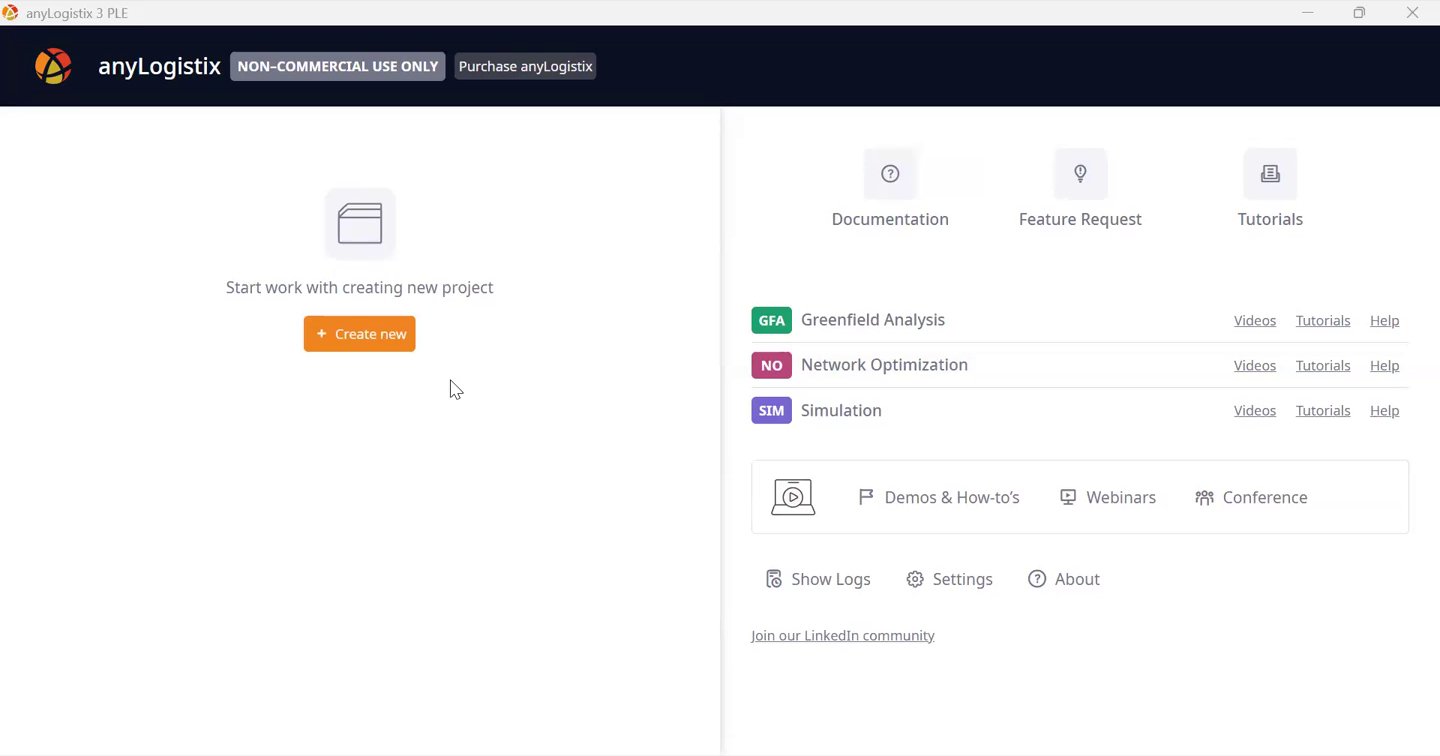 anyLogistix 3 PLE
anyLogistix NON-COMMERCIAL USE ONLY Purchase anyLogistix
Start work with creating new project
+ Create new
Documentation Feature Request Tutorials
GFA Greenfield Analysis Videos Tutorials Help
NO Network Optimization Videos Tutorials Help
SIM Simulation Videos Tutorials Help
Demos & How-to's Webinars Conference
Show Logs Settings About
Join our LinkedIn community